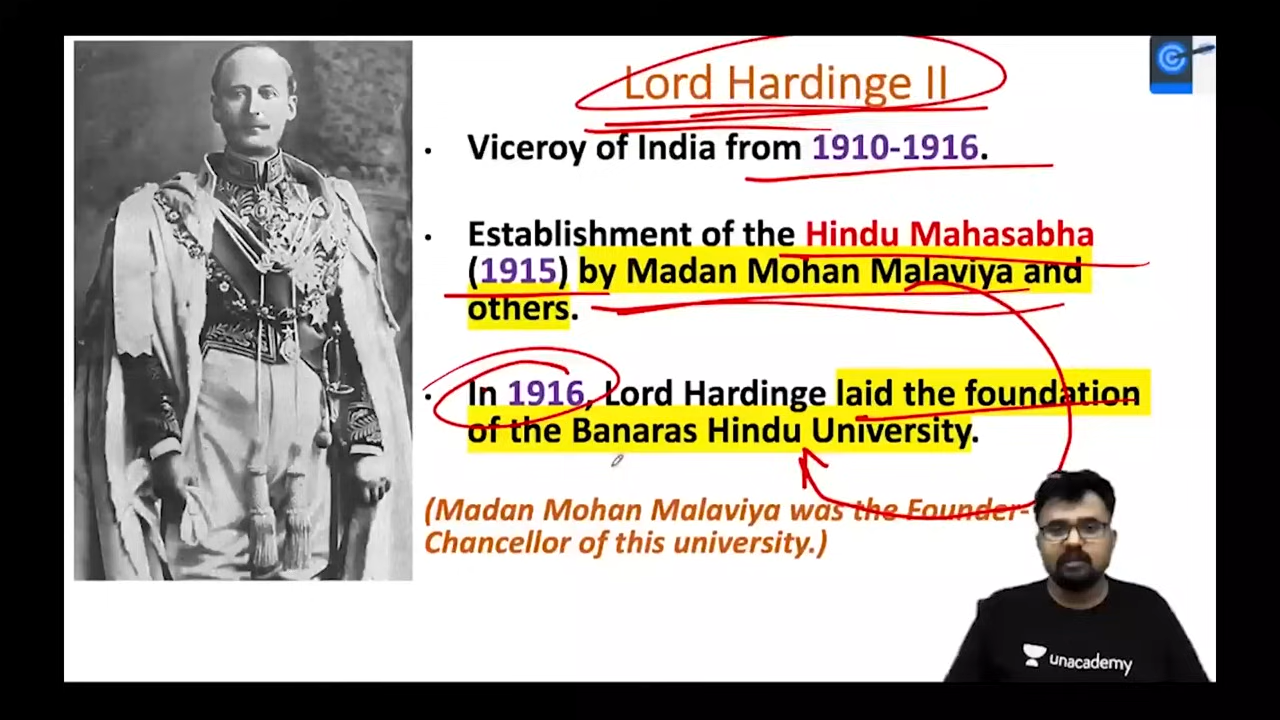 Lord Hardinge II
• Viceroy of India from 1910-1916.
• Establishment of the Hindu Mahasabha
(1915) by Madan Mohan Malaviya and
others.
• In 1916, Lord Hardinge laid the foundation
of the Banaras Hindu University.
(Madan Mohan Malaviya was the Founder-
Chancellor of this university.)
unacademy